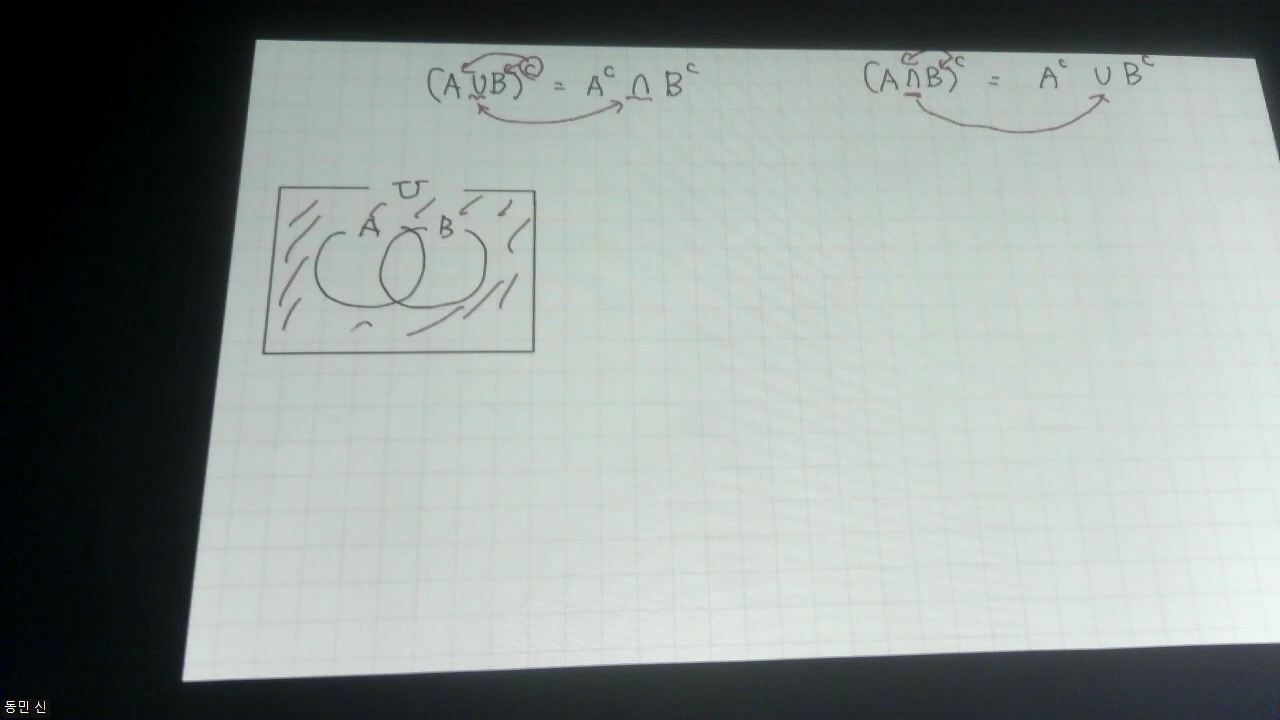 (A∪B)ᶜ = Aᶜ ∩ Bᶜ (A∩B)ᶜ = Aᶜ ∪ Bᶜ
U
A B
동민 신